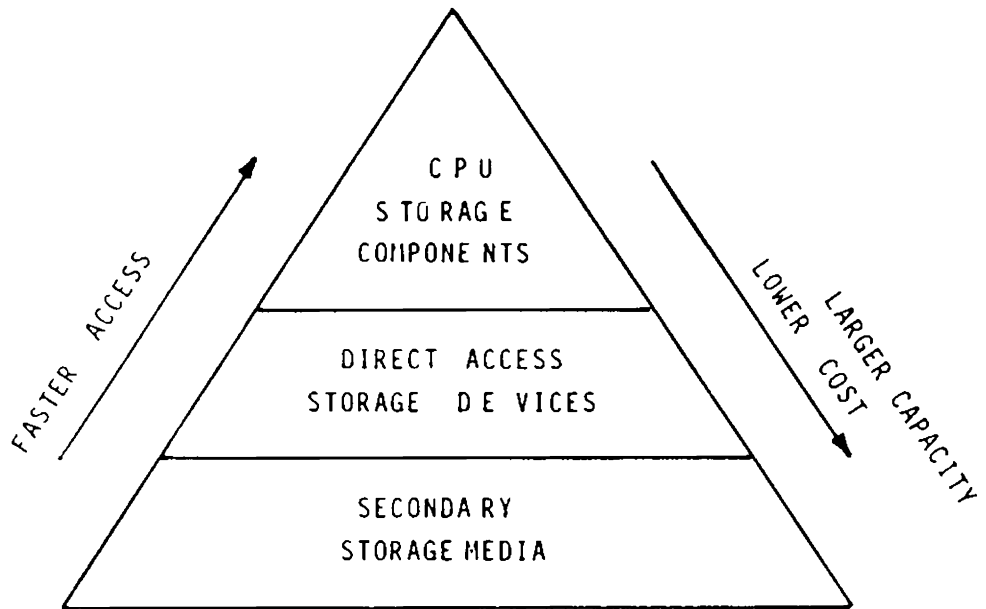 CPU
STORAGE
COMPONENTS
FASTER ACCESS
LARGER CAPACITY
LOWER COST
DIRECT ACCESS
STORAGE DEVICES
SECONDARY
STORAGE MEDIA